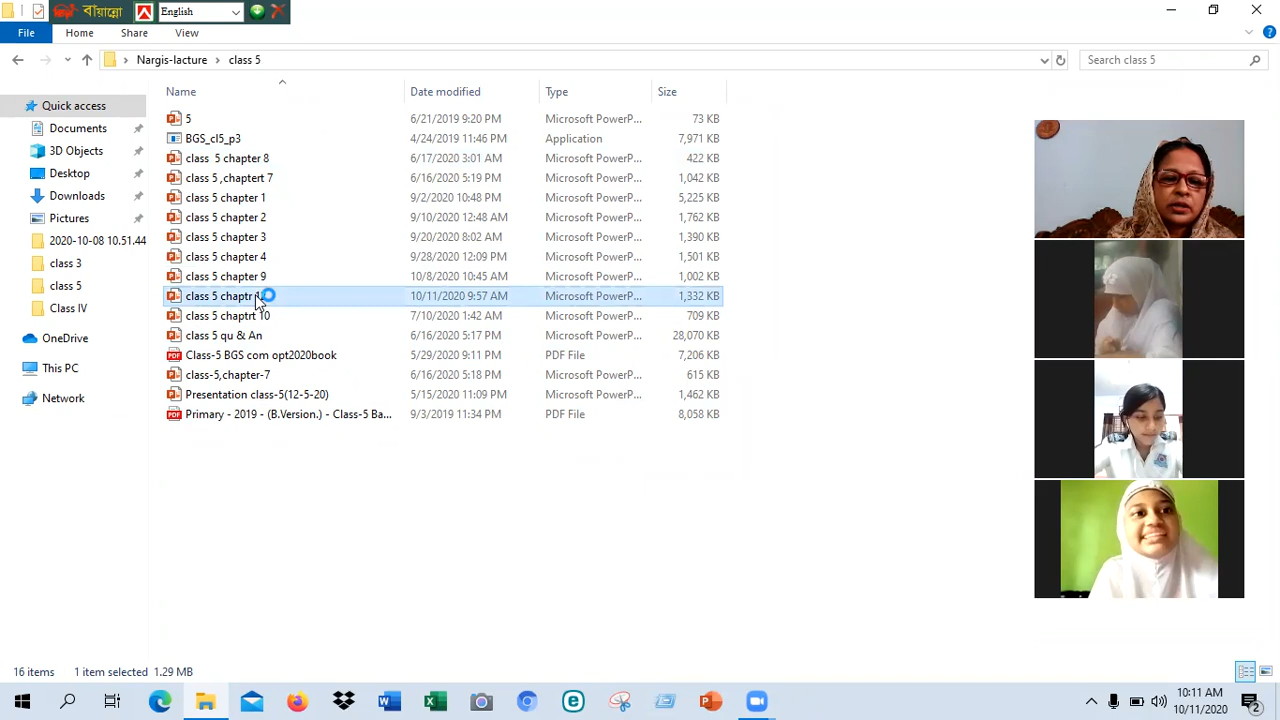 বায়ান্নো English
File Home Share View
Nargis-lecture class 5 Search class 5
Name Date modified Type Size
Quick access
Documents
3D Objects
Desktop
Downloads
Pictures
2020-10-08 10.51.44
class 3
class 5
Class IV
OneDrive
This PC
Network
5 6/21/2019 9:20 PM Microsoft PowerP... 73 KB
BGS_cl5_p3 4/24/2019 11:46 PM Application 7,971 KB
class 5 chapter 8 6/17/2020 3:01 AM Microsoft PowerP... 422 KB
class 5 ,chaptert 7 6/16/2020 5:19 PM Microsoft PowerP... 1,042 KB
class 5 chapter 1 9/2/2020 10:48 PM Microsoft PowerP... 5,225 KB
class 5 chapter 2 9/10/2020 12:48 AM Microsoft PowerP... 1,762 KB
class 5 chapter 3 9/20/2020 8:02 AM Microsoft PowerP... 1,390 KB
class 5 chapter 4 9/28/2020 12:09 PM Microsoft PowerP... 1,501 KB
class 5 chapter 9 10/8/2020 10:45 AM Microsoft PowerP... 1,002 KB
class 5 chaptr 10/11/2020 9:57 AM Microsoft PowerP... 1,332 KB
class 5 chaptrt 10 7/10/2020 1:42 AM Microsoft PowerP... 709 KB
class 5 qu & An 6/16/2020 5:17 PM Microsoft PowerP... 28,070 KB
Class-5 BGS com opt2020book 5/29/2020 9:11 PM PDF File 7,206 KB
class-5,chapter-7 6/16/2020 5:18 PM Microsoft PowerP... 615 KB
Presentation class-5(12-5-20) 5/15/2020 11:09 PM Microsoft PowerP... 1,462 KB
Primary - 2019 - (B.Version.) - Class-5 Ba... 9/3/2019 11:34 PM PDF File 8,058 KB
16 items 1 item selected 1.29 MB
10:11 AM
10/11/2020
2